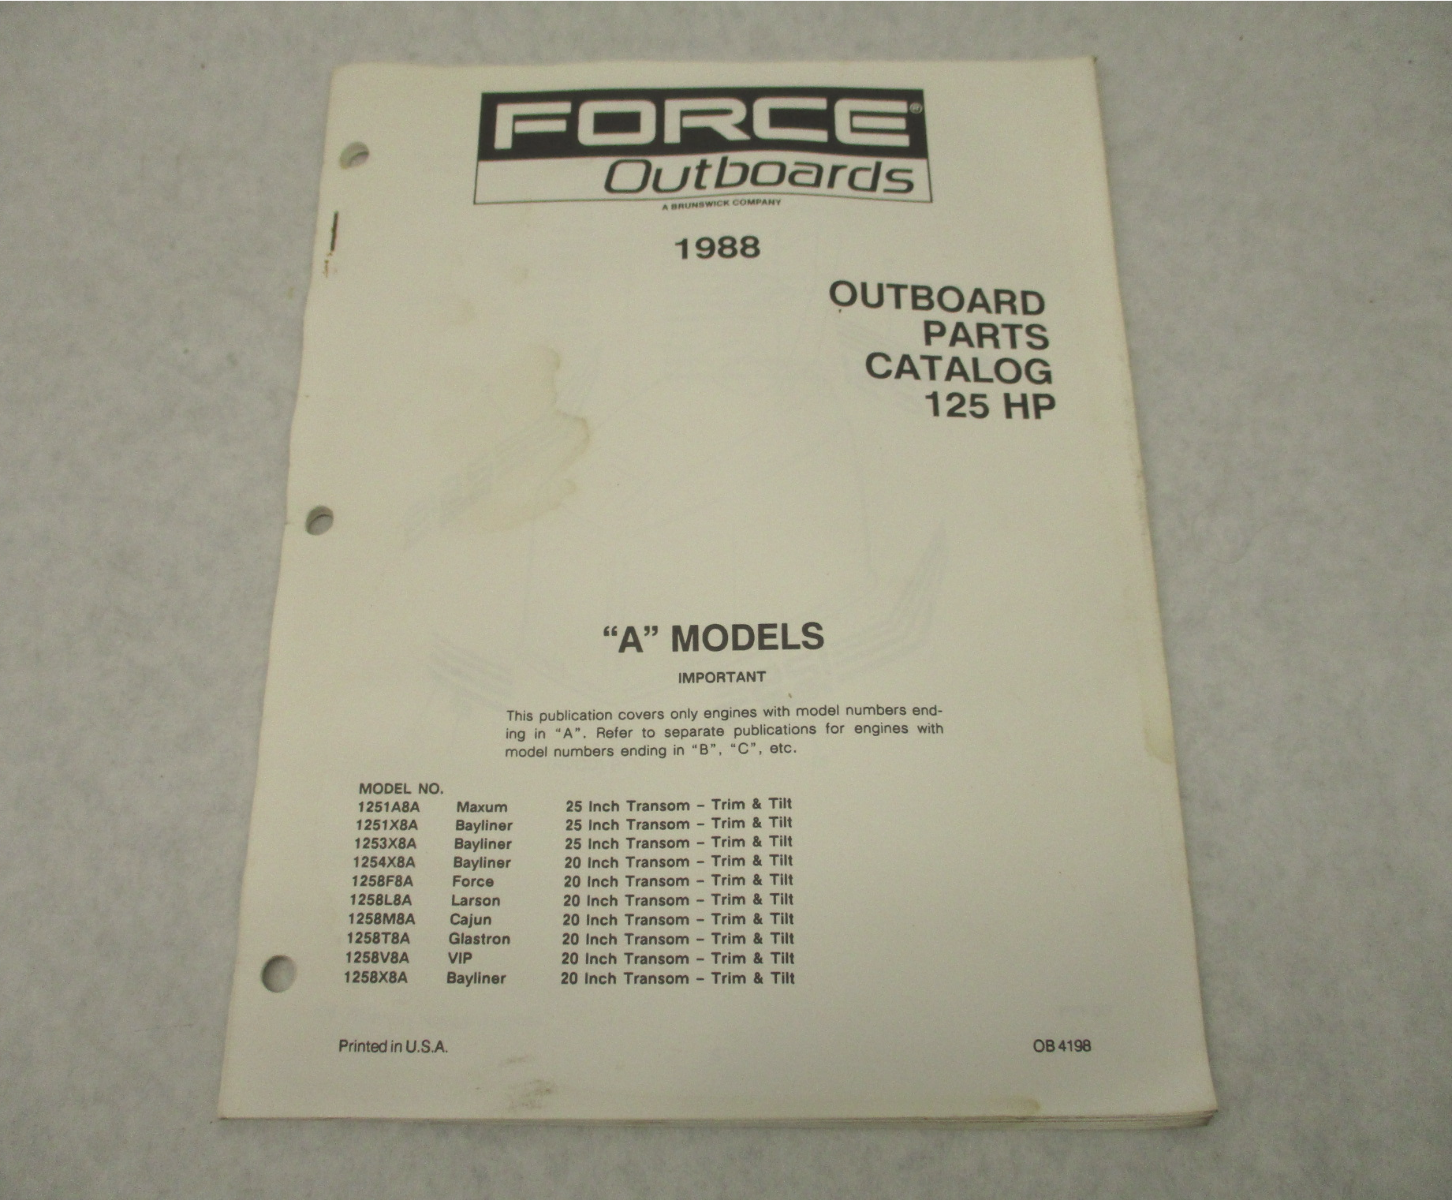 FORCE®
Outboards
A BRUNSWICK COMPANY
1988
OUTBOARD
PARTS
CATALOG
125 HP
“A” MODELS
IMPORTANT
This publication covers only engines with model numbers end-
ing in “A”. Refer to separate publications for engines with
model numbers ending in “B”, “C”, etc.
MODEL NO.
1251A8A Maxum 25 Inch Transom – Trim & Tilt
1251X8A Bayliner 25 Inch Transom – Trim & Tilt
1253X8A Bayliner 25 Inch Transom – Trim & Tilt
1254X8A Bayliner 20 Inch Transom – Trim & Tilt
1258F8A Force 20 Inch Transom – Trim & Tilt
1258L8A Larson 20 Inch Transom – Trim & Tilt
1258M8A Cajun 20 Inch Transom – Trim & Tilt
1258T8A Glastron 20 Inch Transom – Trim & Tilt
1258V8A VIP 20 Inch Transom – Trim & Tilt
1258X8A Bayliner 20 Inch Transom – Trim & Tilt
Printed in U.S.A. OB 4198